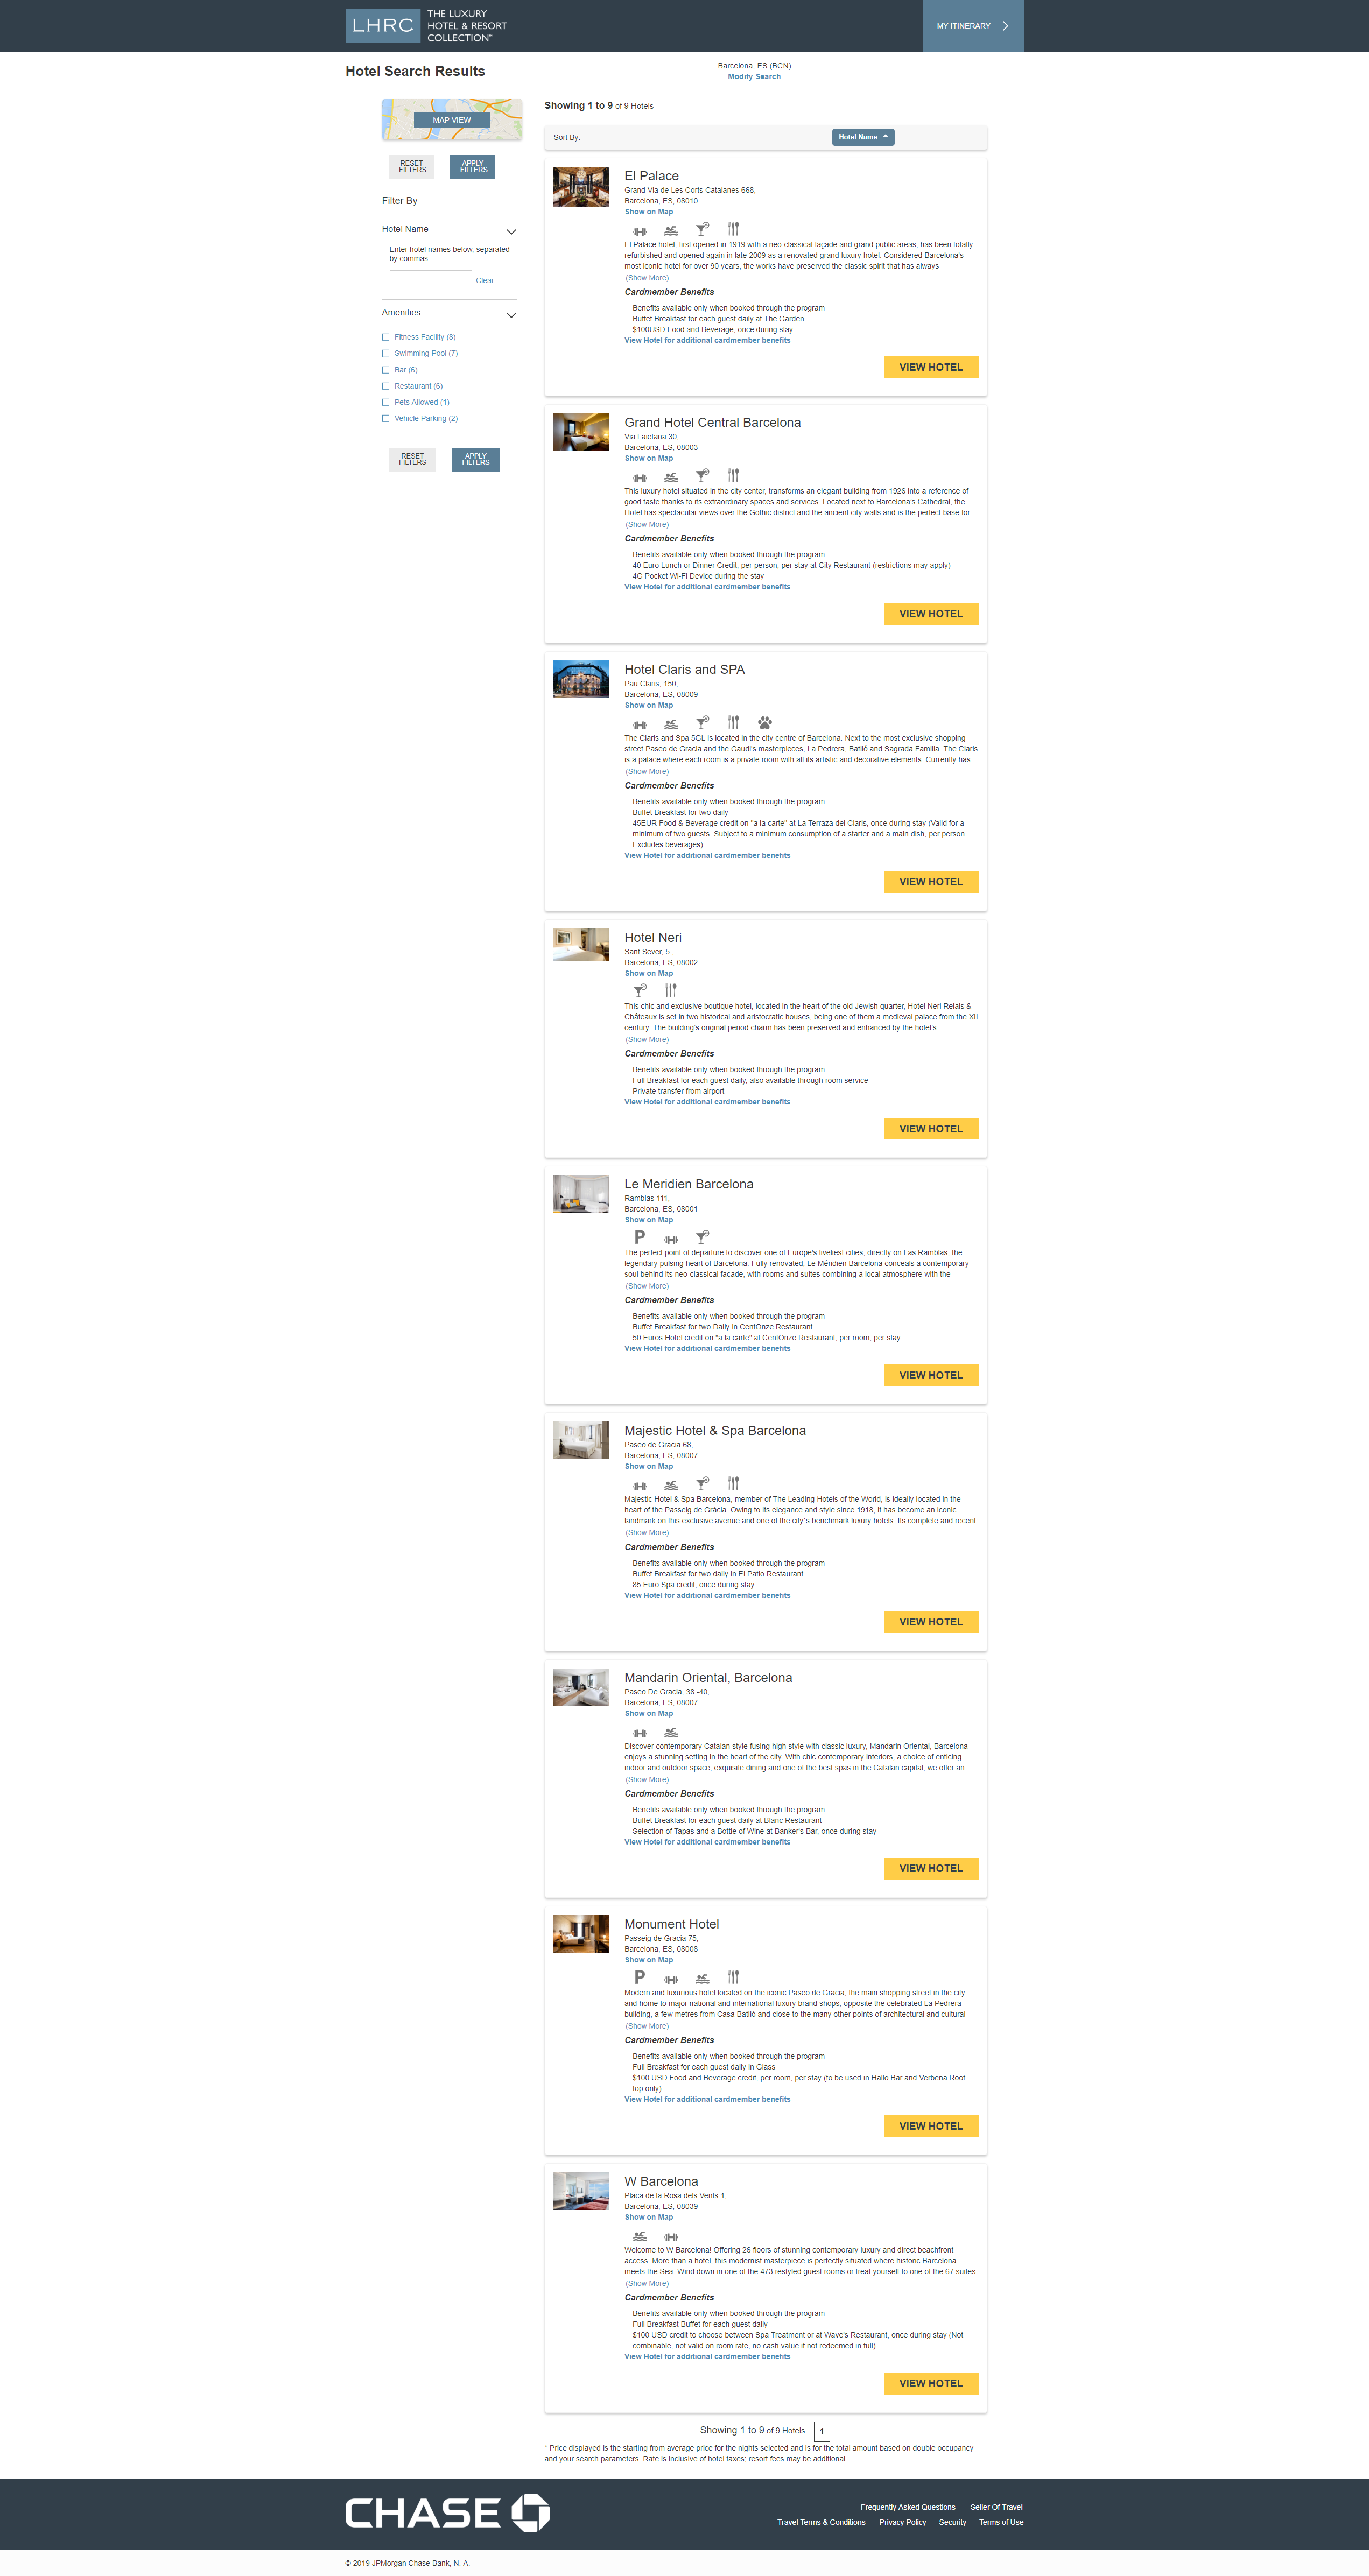 LHRC
THE LUXURY
HOTEL & RESORT
COLLECTION™
MY ITINERARY
Hotel Search Results
Barcelona, ES (BCN)
Modify Search
MAP VIEW
RESET
FILTERS
APPLY
FILTERS
Filter By
Hotel Name
Enter hotel names below, separated
by commas.
Clear
Amenities
Fitness Facility (8)
Swimming Pool (7)
Bar (6)
Restaurant (6)
Pets Allowed (1)
Vehicle Parking (2)
RESET
FILTERS
APPLY
FILTERS
Showing 1 to 9 of 9 Hotels
Sort By:
Hotel Name
El Palace
Grand Via de Les Corts Catalanes 668,
Barcelona, ES, 08010
Show on Map
El Palace hotel, first opened in 1919 with a neo-classical façade and grand public areas, has been totally
refurbished and opened again in late 2009 as a renovated grand luxury hotel. Considered Barcelona's
most iconic hotel for over 90 years, the works have preserved the classic spirit that has always
(Show More)
Cardmember Benefits
Benefits available only when booked through the program
Buffet Breakfast for each guest daily at The Garden
$100USD Food and Beverage, once during stay
View Hotel for additional cardmember benefits
VIEW HOTEL
Grand Hotel Central Barcelona
Via Laietana 30,
Barcelona, ES, 08003
Show on Map
This luxury hotel situated in the city center, transforms an elegant building from 1926 into a reference of
good taste thanks to its extraordinary spaces and services. Located next to Barcelona's Cathedral, the
Hotel has spectacular views over the Gothic district and the ancient city walls and is the perfect base for
(Show More)
Cardmember Benefits
Benefits available only when booked through the program
40 Euro Lunch or Dinner Credit, per person, per stay at City Restaurant (restrictions may apply)
4G Pocket Wi-Fi Device during the stay
View Hotel for additional cardmember benefits
VIEW HOTEL
Hotel Claris and SPA
Pau Claris, 150,
Barcelona, ES, 08009
Show on Map
The Claris and Spa 5GL is located in the city centre of Barcelona. Next to the most exclusive shopping
street Paseo de Gracia and the Gaudi's masterpieces, La Pedrera, Batlló and Sagrada Familia. The Claris
is a palace where each room is a private room with all its artistic and decorative elements. Currently has
(Show More)
Cardmember Benefits
Benefits available only when booked through the program
Buffet Breakfast for two daily
45EUR Food & Beverage credit on "a la carte" at La Terraza del Claris, once during stay (Valid for a
minimum of two guests. Subject to a minimum consumption of a starter and a main dish, per person.
Excludes beverages)
View Hotel for additional cardmember benefits
VIEW HOTEL
Hotel Neri
Sant Sever, 5 ,
Barcelona, ES, 08002
Show on Map
This chic and exclusive boutique hotel, located in the heart of the old Jewish quarter, Hotel Neri Relais &
Châteaux is set in two historical and aristocratic houses, being one of them a medieval palace from the XII
century. The building's original period charm has been preserved and enhanced by the hotel's
(Show More)
Cardmember Benefits
Benefits available only when booked through the program
Full Breakfast for each guest daily, also available through room service
Private transfer from airport
View Hotel for additional cardmember benefits
VIEW HOTEL
Le Meridien Barcelona
Ramblas 111,
Barcelona, ES, 08001
Show on Map
P
The perfect point of departure to discover one of Europe's liveliest cities, directly on Las Ramblas, the
legendary pulsing heart of Barcelona. Fully renovated, Le Méridien Barcelona conceals a contemporary
soul behind its neo-classical facade, with rooms and suites combining a local atmosphere with the
(Show More)
Cardmember Benefits
Benefits available only when booked through the program
Buffet Breakfast for two Daily in CentOnze Restaurant
50 Euros Hotel credit on "a la carte" at CentOnze Restaurant, per room, per stay
View Hotel for additional cardmember benefits
VIEW HOTEL
Majestic Hotel & Spa Barcelona
Paseo de Gracia 68,
Barcelona, ES, 08007
Show on Map
Majestic Hotel & Spa Barcelona, member of The Leading Hotels of the World, is ideally located in the
heart of the Passeig de Gràcia. Owing to its elegance and style since 1918, it has become an iconic
landmark on this exclusive avenue and one of the city´s benchmark luxury hotels. Its complete and recent
(Show More)
Cardmember Benefits
Benefits available only when booked through the program
Buffet Breakfast for two daily in El Patio Restaurant
85 Euro Spa credit, once during stay
View Hotel for additional cardmember benefits
VIEW HOTEL
Mandarin Oriental, Barcelona
Paseo De Gracia, 38 -40,
Barcelona, ES, 08007
Show on Map
Discover contemporary Catalan style fusing high style with classic luxury, Mandarin Oriental, Barcelona
enjoys a stunning setting in the heart of the city. With chic contemporary interiors, a choice of enticing
indoor and outdoor space, exquisite dining and one of the best spas in the Catalan capital, we offer an
(Show More)
Cardmember Benefits
Benefits available only when booked through the program
Buffet Breakfast for each guest daily at Blanc Restaurant
Selection of Tapas and a Bottle of Wine at Banker's Bar, once during stay
View Hotel for additional cardmember benefits
VIEW HOTEL
Monument Hotel
Passeig de Gracia 75,
Barcelona, ES, 08008
Show on Map
P
Modern and luxurious hotel located on the iconic Paseo de Gracia, the main shopping street in the city
and home to major national and international luxury brand shops, opposite the celebrated La Pedrera
building, a few metres from Casa Batlló and close to the many other points of architectural and cultural
(Show More)
Cardmember Benefits
Benefits available only when booked through the program
Full Breakfast for each guest daily in Glass
$100 USD Food and Beverage credit, per room, per stay (to be used in Hallo Bar and Verbena Roof
top only)
View Hotel for additional cardmember benefits
VIEW HOTEL
W Barcelona
Placa de la Rosa dels Vents 1,
Barcelona, ES, 08039
Show on Map
Welcome to W Barcelona! Offering 26 floors of stunning contemporary luxury and direct beachfront
access. More than a hotel, this modernist masterpiece is perfectly situated where historic Barcelona
meets the Sea. Wind down in one of the 473 restyled guest rooms or treat yourself to one of the 67 suites.
(Show More)
Cardmember Benefits
Benefits available only when booked through the program
Full Breakfast Buffet for each guest daily
$100 USD credit to choose between Spa Treatment or at Wave's Restaurant, once during stay (Not
combinable, not valid on room rate, no cash value if not redeemed in full)
View Hotel for additional cardmember benefits
VIEW HOTEL
Showing 1 to 9 of 9 Hotels 1
* Price displayed is the starting from average price for the nights selected and is for the total amount based on double occupancy
and your search parameters. Rate is inclusive of hotel taxes; resort fees may be additional.
CHASE
Frequently Asked Questions Seller Of Travel
Travel Terms & Conditions Privacy Policy Security Terms of Use
© 2019 JPMorgan Chase Bank, N. A.